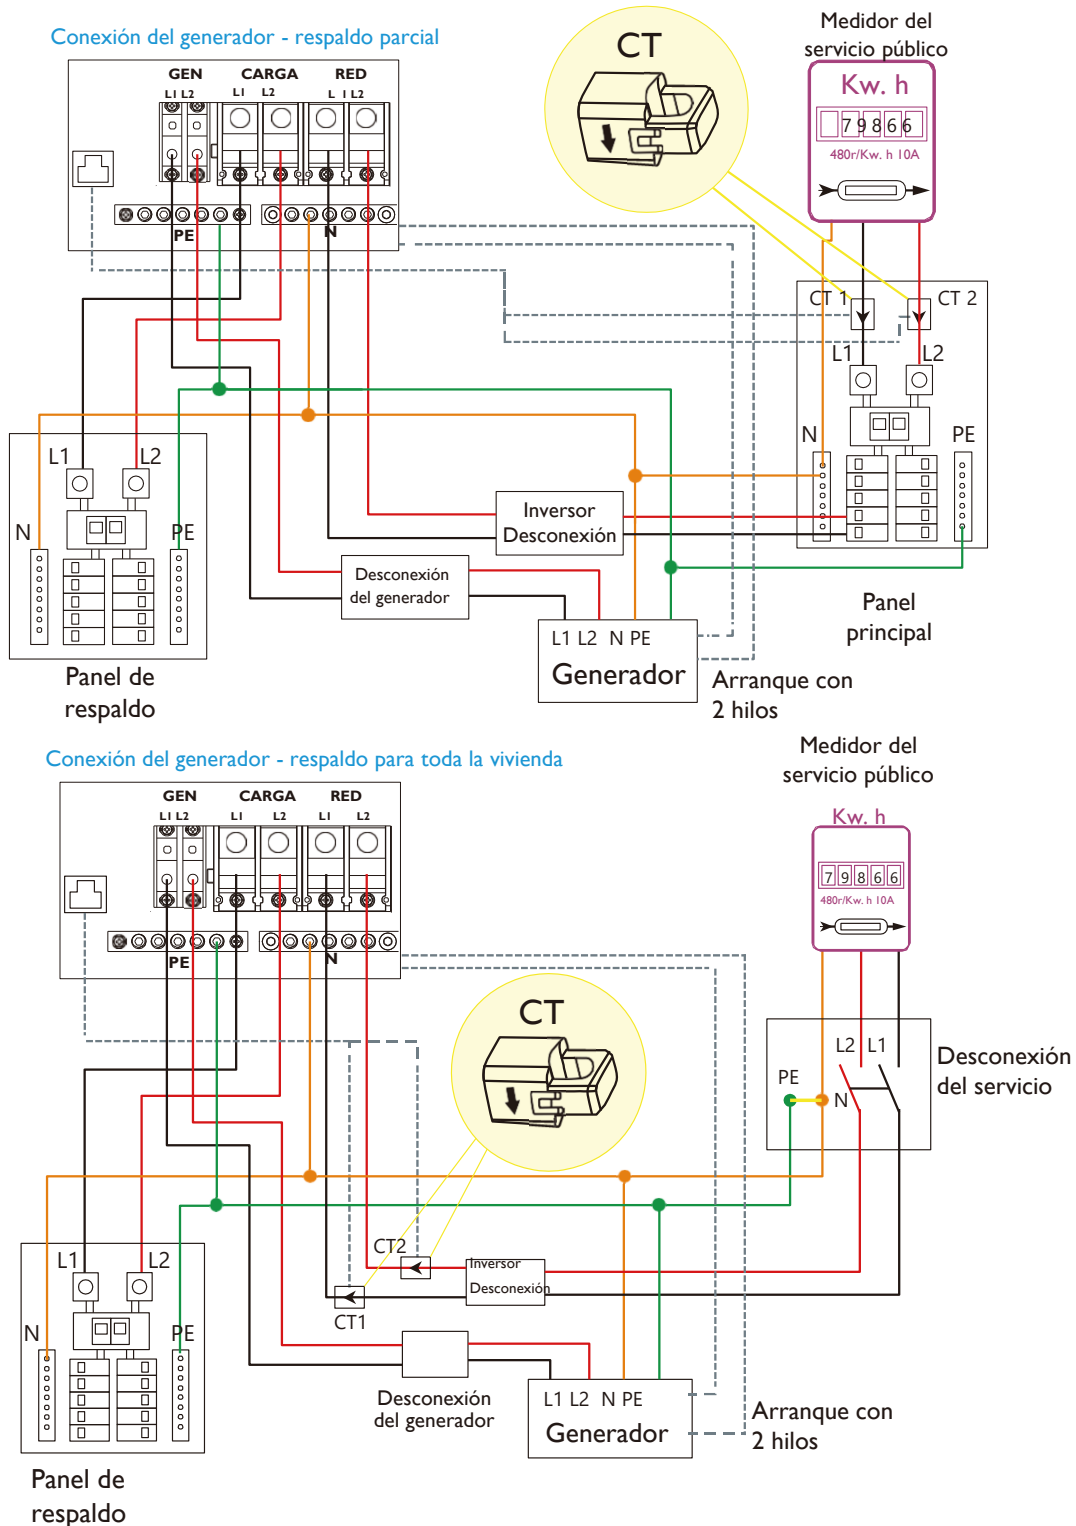 Conexión del generador - respaldo parcial
GEN CARGA RED
L1 L2 L1 L2 L 1 L2
PE
N
CT
Medidor del
servicio público
Kw. h
79866
480r/Kw. h 10A
CT 1
CT 2
L1
L2
N
PE
Panel
principal
L1
L2
N
PE
Panel de
respaldo
Inversor
Desconexión
Desconexión
del generador
L1 L2 N PE
Generador
Arranque con
2 hilos
Conexión del generador - respaldo para toda la vivienda
GEN CARGA RED
L1 L2 L1 L2 L1 L2
PE
N
CT
Medidor del
servicio público
Kw. h
79866
480r/Kw. h 10A
L2 L1
PE
N
Desconexión
del servicio
CT2
CT1
Inversor
Desconexión
L1
L2
N
PE
Panel de
respaldo
Desconexión
del generador
L1 L2 N PE
Generador
Arranque con
2 hilos